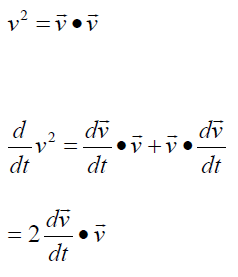 v² = v⃗ • v⃗
d/dt v² = dv⃗/dt • v⃗ + v⃗ • dv⃗/dt
= 2 dv⃗/dt • v⃗